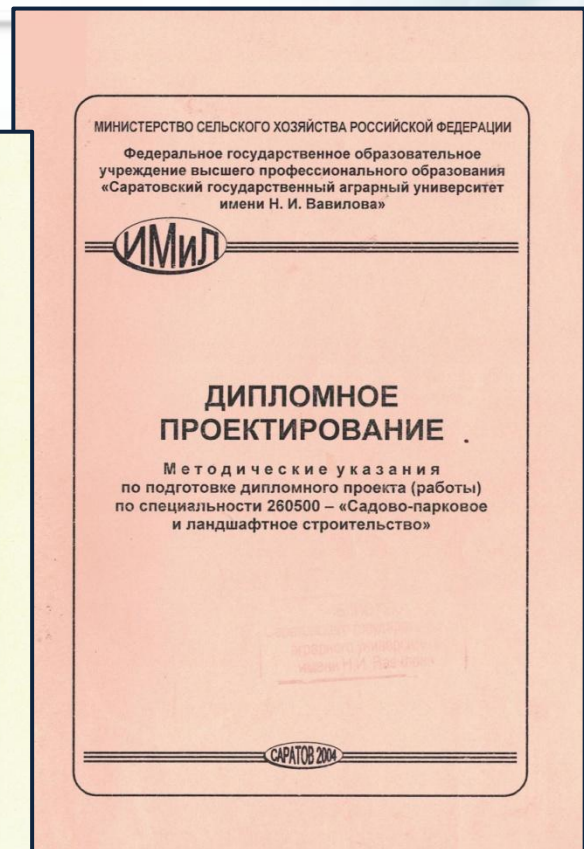 МИНИСТЕРСТВО СЕЛЬСКОГО ХОЗЯЙСТВА РОССИЙСКОЙ ФЕДЕРАЦИИ
Федеральное государственное образовательное
учреждение высшего профессионального образования
«Саратовский государственный аграрный университет
имени Н. И. Вавилова»
ИМиЛ
ДИПЛОМНОЕ
ПРОЕКТИРОВАНИЕ
Методические указания
по подготовке дипломного проекта (работы)
по специальности 260500 – «Садово-парковое
и ландшафтное строительство»
САРАТОВ 2004